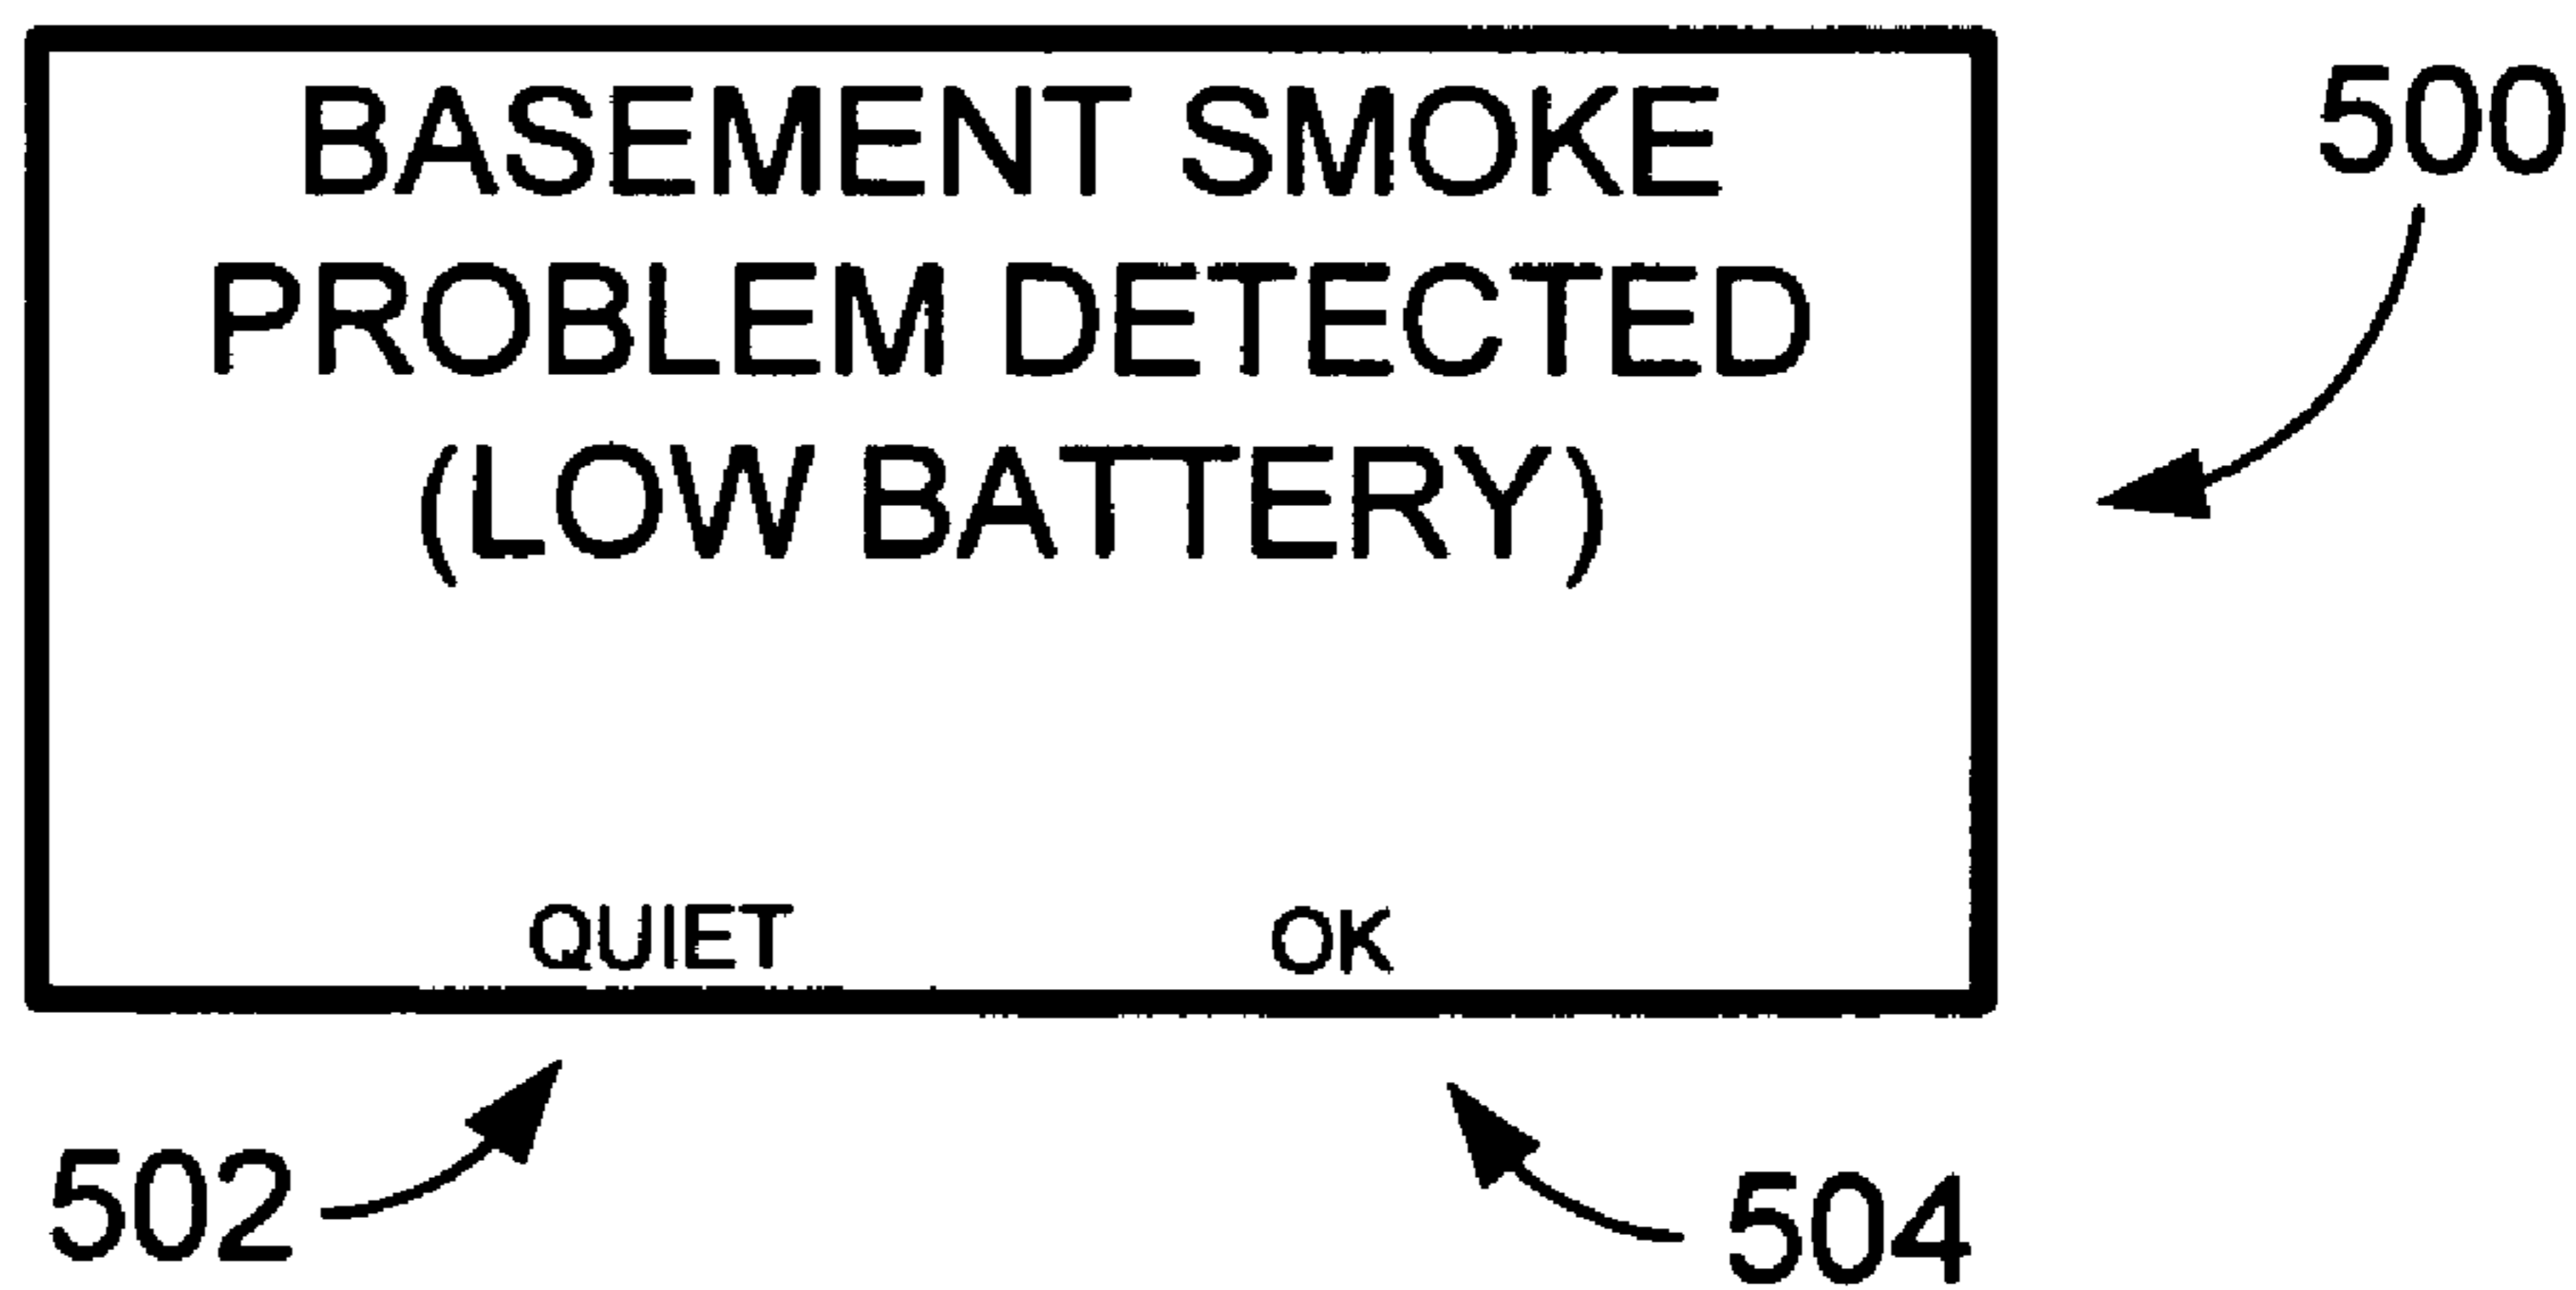 BASEMENT SMOKE
500
PROBLEM DETECTED
(LOW BATTERY)
QUIET OK
502
504